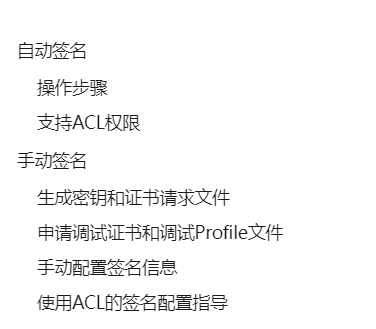 自动签名
操作步骤
支持ACL权限
手动签名
生成密钥和证书请求文件
申请调试证书和调试Profile文件
手动配置签名信息
使用ACL的签名配置指导